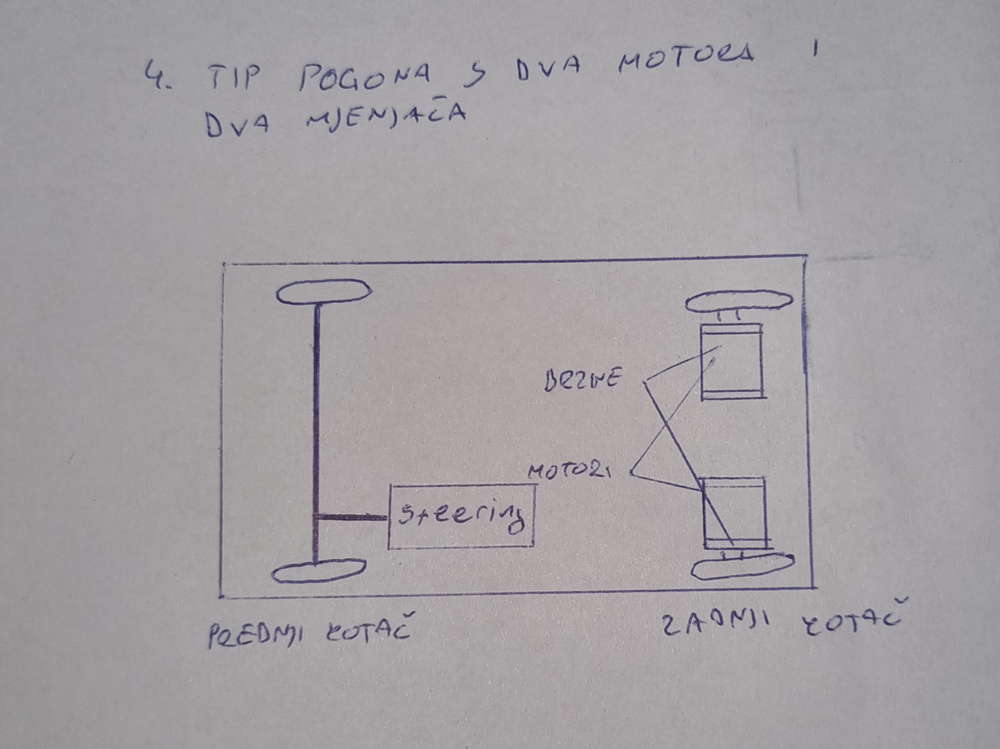 4. TIP POGONA S DVA MOTORA I
DVA MJENJAČA
BRZINE
MOTORI
steering
PREDNJI KOTAČ
ZADNJI KOTAČ